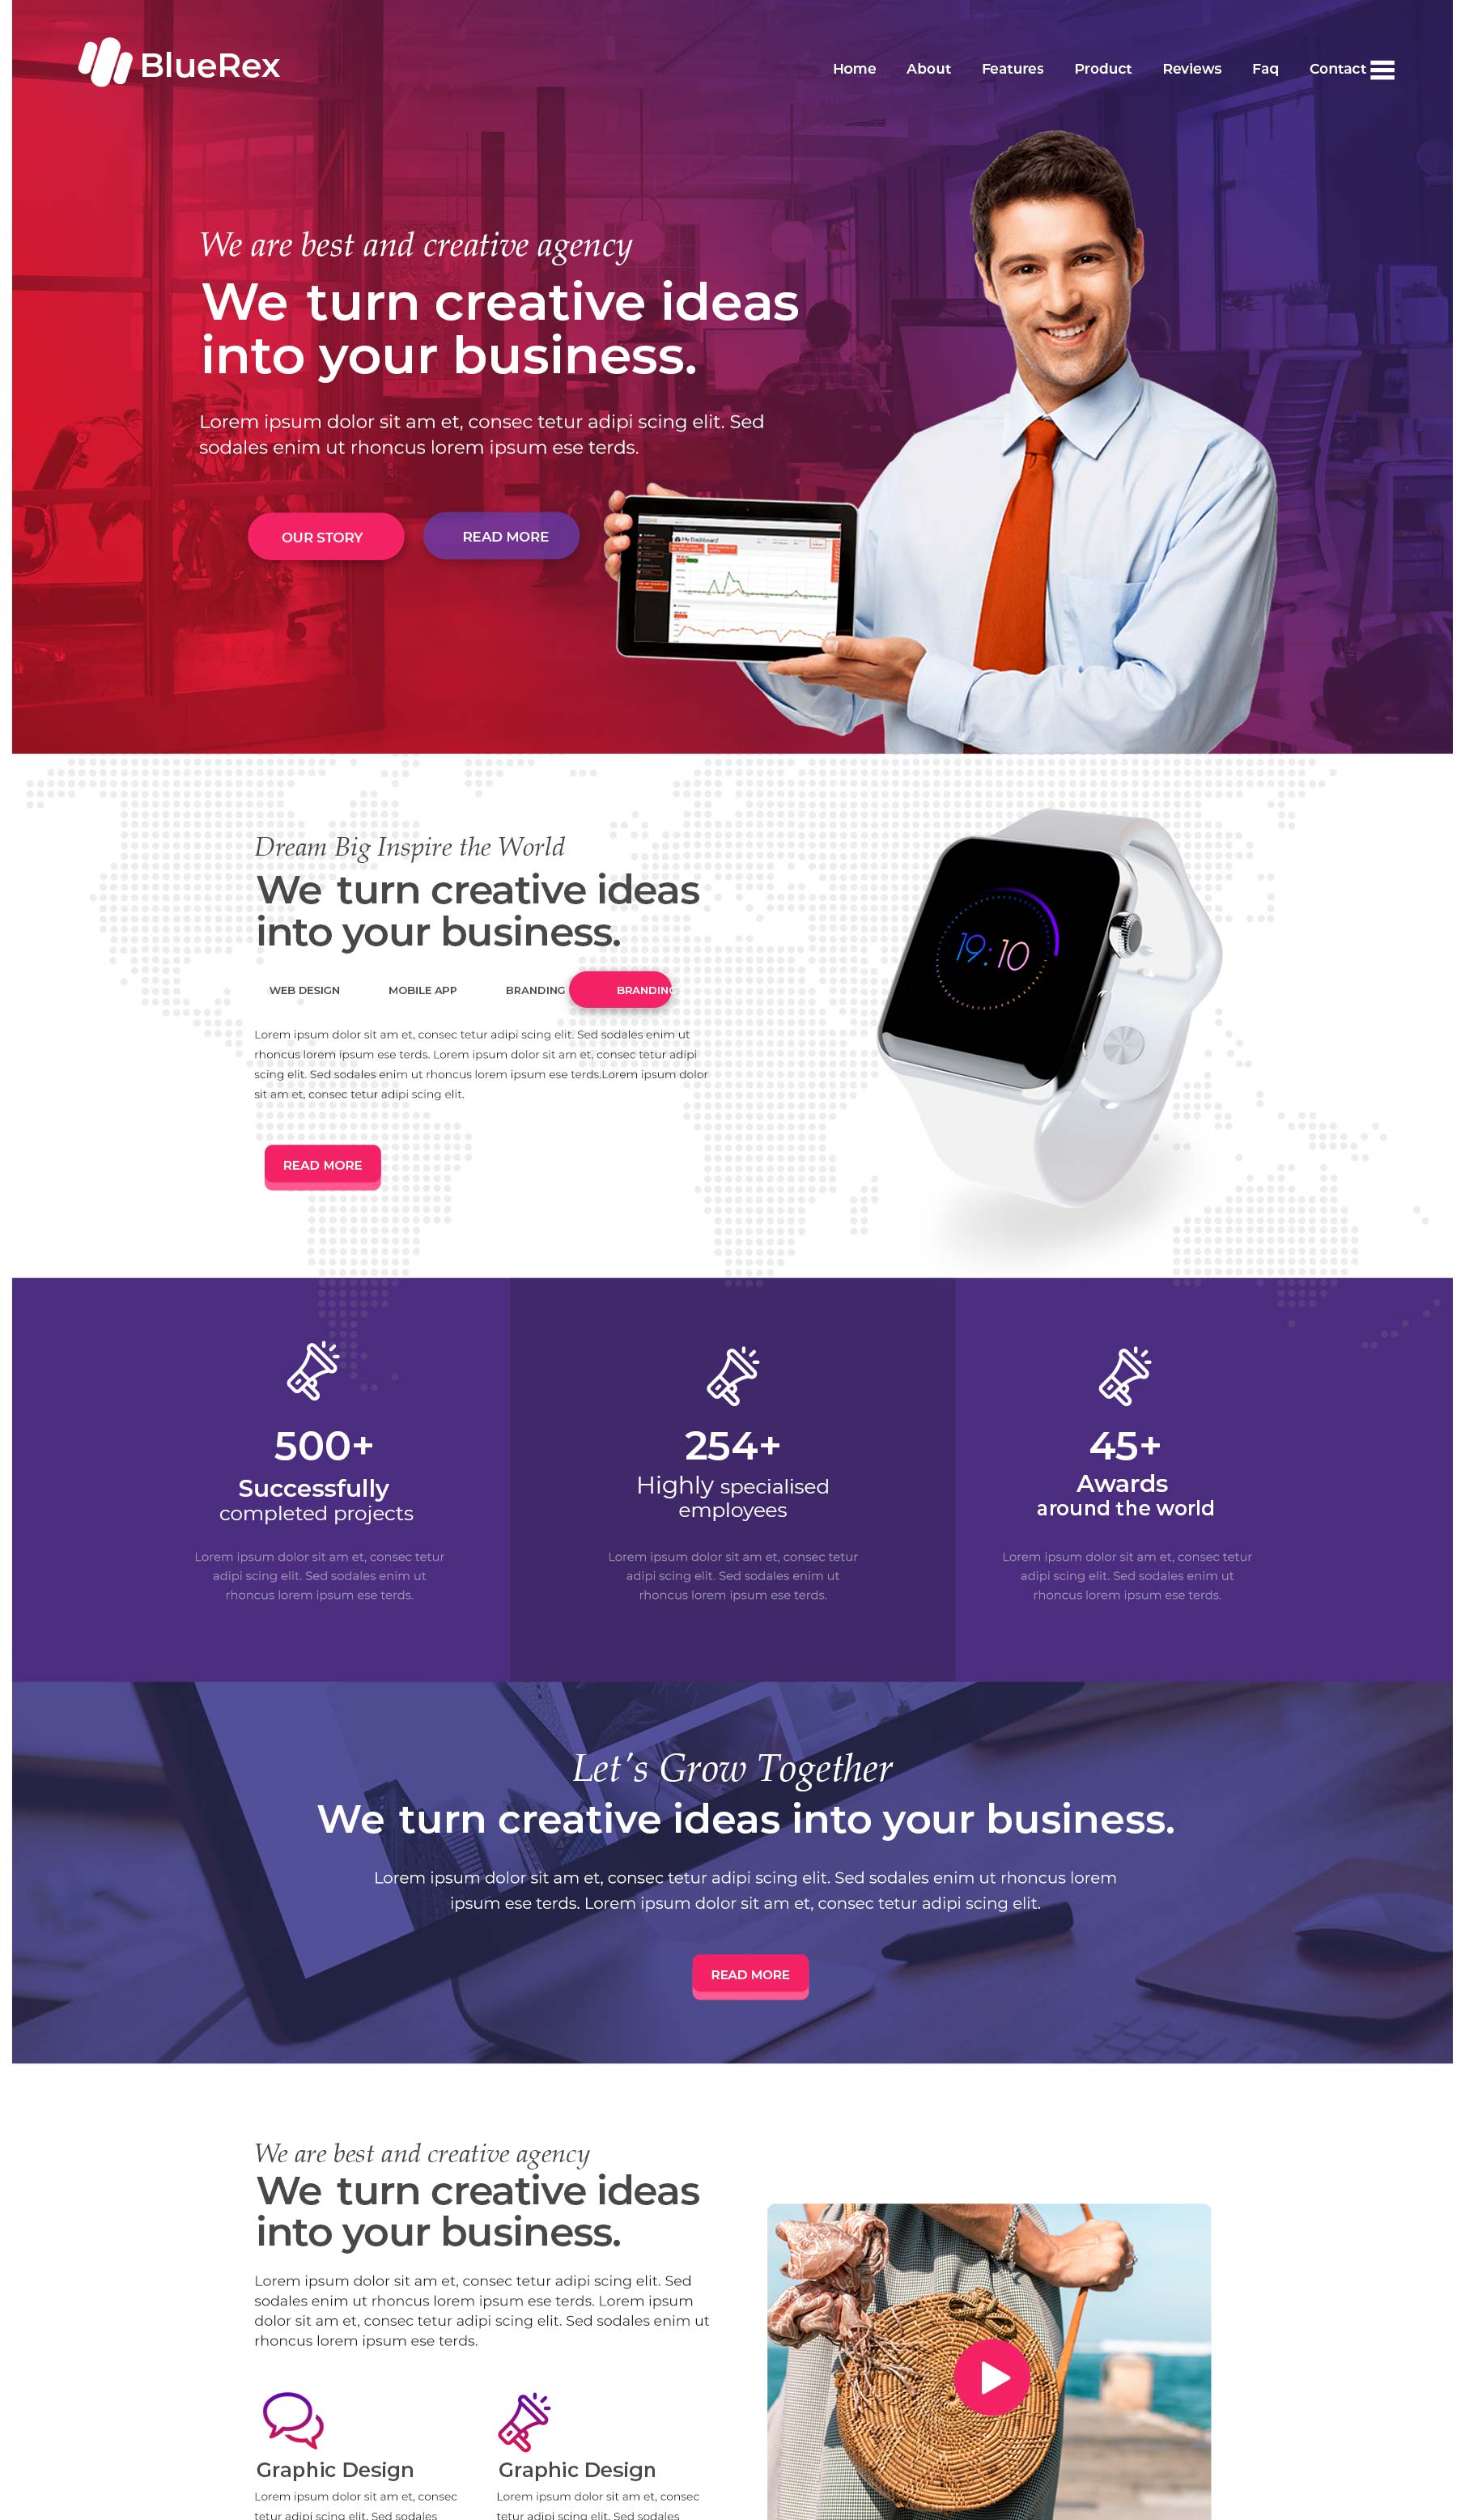 BlueRex
Home About Features Product Reviews Faq Contact
We are best and creative agency
We turn creative ideas
into your business.
Lorem ipsum dolor sit am et, consec tetur adipi scing elit. Sed
sodales enim ut rhoncus lorem ipsum ese terds.
OUR STORY READ MORE
My Dashboard
Dream Big Inspire the World
We turn creative ideas
into your business.
WEB DESIGN MOBILE APP BRANDING BRANDING
Lorem ipsum dolor sit am et, consec tetur adipi scing elit. Sed sodales enim ut
rhoncus lorem ipsum ese terds. Lorem ipsum dolor sit am et, consec tetur adipi
scing elit. Sed sodales enim ut rhoncus lorem ipsum ese terds.Lorem ipsum dolor
sit am et, consec tetur adipi scing elit.
READ MORE
19:10
500+
Successfully
completed projects
Lorem ipsum dolor sit am et, consec tetur
adipi scing elit. Sed sodales enim ut
rhoncus lorem ipsum ese terds.
254+
Highly specialised
employees
Lorem ipsum dolor sit am et, consec tetur
adipi scing elit. Sed sodales enim ut
rhoncus lorem ipsum ese terds.
45+
Awards
around the world
Lorem ipsum dolor sit am et, consec tetur
adipi scing elit. Sed sodales enim ut
rhoncus lorem ipsum ese terds.
Let's Grow Together
We turn creative ideas into your business.
Lorem ipsum dolor sit am et, consec tetur adipi scing elit. Sed sodales enim ut rhoncus lorem
ipsum ese terds. Lorem ipsum dolor sit am et, consec tetur adipi scing elit.
READ MORE
We are best and creative agency
We turn creative ideas
into your business.
Lorem ipsum dolor sit am et, consec tetur adipi scing elit. Sed
sodales enim ut rhoncus lorem ipsum ese terds. Lorem ipsum
dolor sit am et, consec tetur adipi scing elit. Sed sodales enim ut
rhoncus lorem ipsum ese terds.
Graphic Design
Lorem ipsum dolor sit am et, consec
tetur adipi scing elit. Sed sodales
Graphic Design
Lorem ipsum dolor sit am et, consec
tetur adipi scing elit. Sed sodales